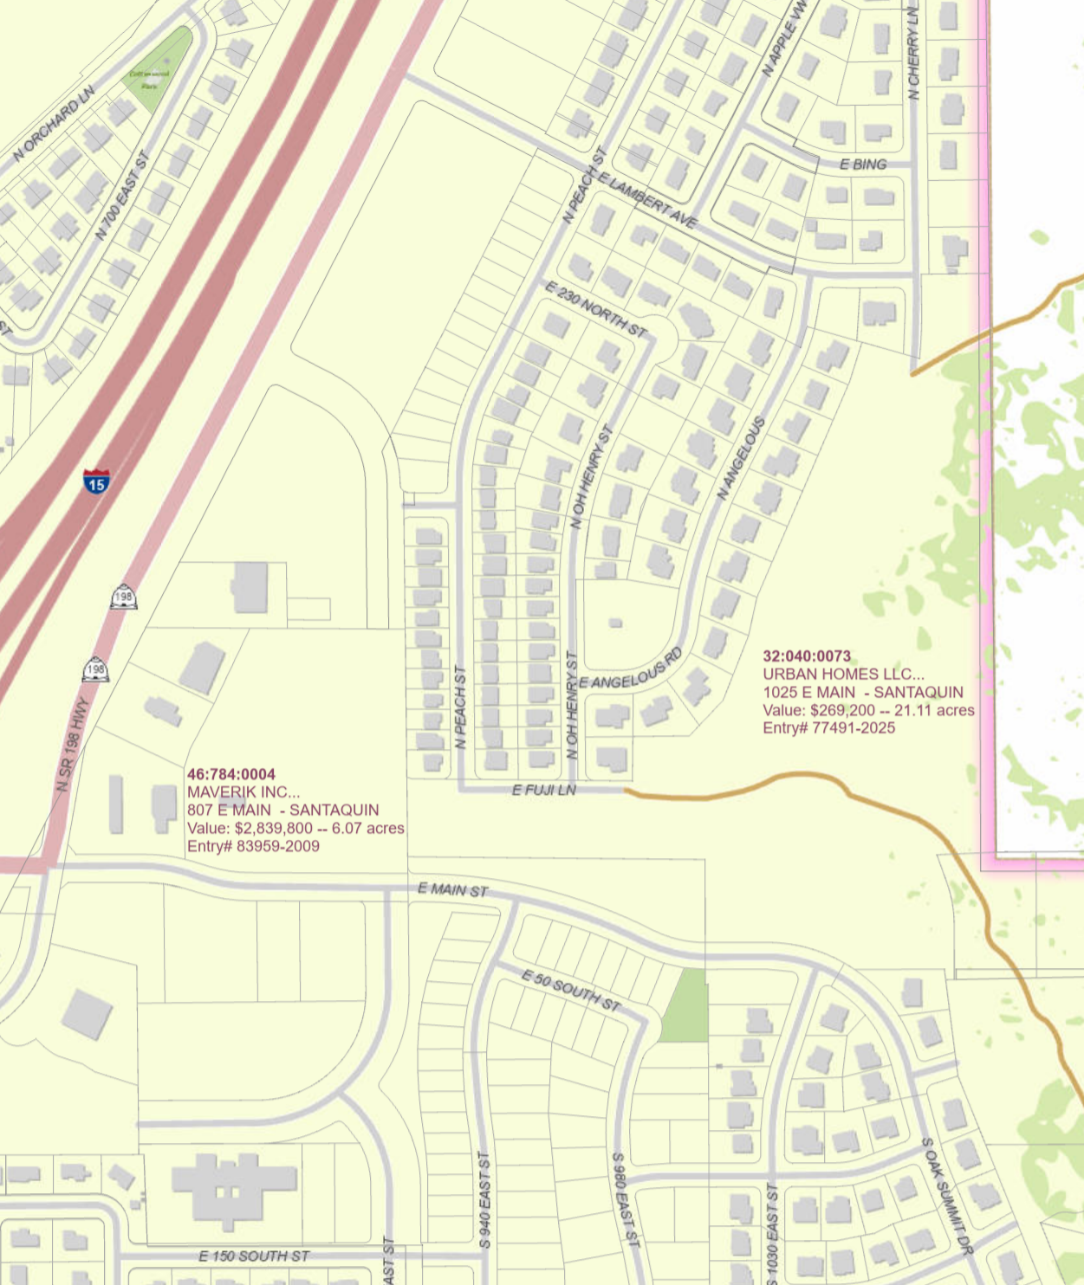 N APPLE VW
N CHERRY LN
N ORCHARD LN
N 700 EAST ST
E BING
N PEACH ST
E LAMBERT AVE
E 230 NORTH ST
ST
15
N ANGELOUS
N OH HENRY ST
198
198
32:040:0073
URBAN HOMES LLC...
1025 E MAIN - SANTAQUIN
Value: $269,200 -- 21.11 acres
Entry# 77491-2025
E ANGELOUS RD
N PEACH ST
N OH HENRY ST
N SR 198 HWY
46:784:0004
MAVERIK INC...
807 E MAIN - SANTAQUIN
Value: $2,839,800 -- 6.07 acres
Entry# 83959-2009
E FUJI LN
E MAIN ST
E 50 SOUTH ST
S 940 EAST ST
S 980 EAST ST
S OAK SUMMIT DR
S 1030 EAST ST
E 150 SOUTH ST
AST ST